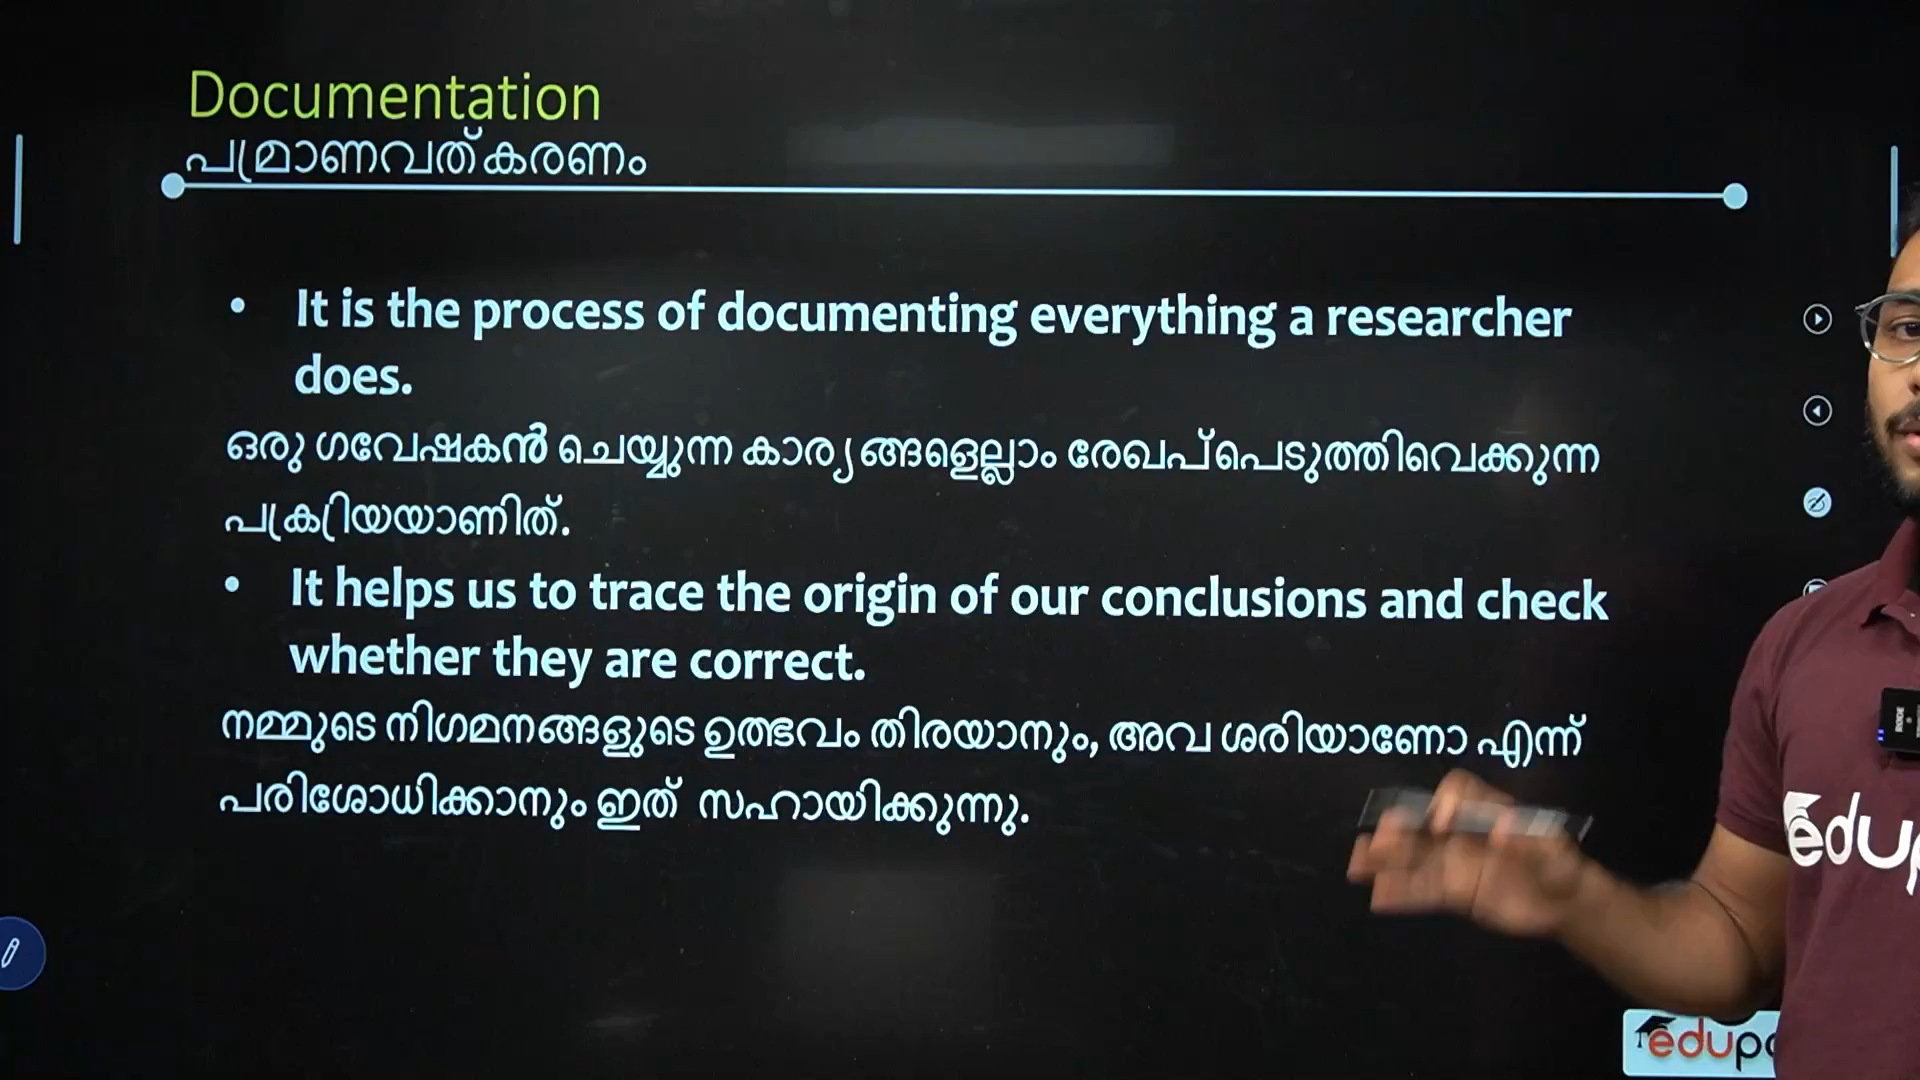 Documentation
പ്രമാണവത്കരണം
• It is the process of documenting everything a researcher
does.
ഒരു ഗവേഷകൻ ചെയ്യുന്ന കാര്യങ്ങളെല്ലാം രേഖപ്പെടുത്തിവെക്കുന്ന
പ്രക്രിയയാണിത്.
• It helps us to trace the origin of our conclusions and check
whether they are correct.
നമ്മുടെ നിഗമനങ്ങളുടെ ഉത്ഭവം തിരയാനും, അവ ശരിയാണോ എന്ന്
പരിശോധിക്കാനും ഇത് സഹായിക്കുന്നു.
RODE